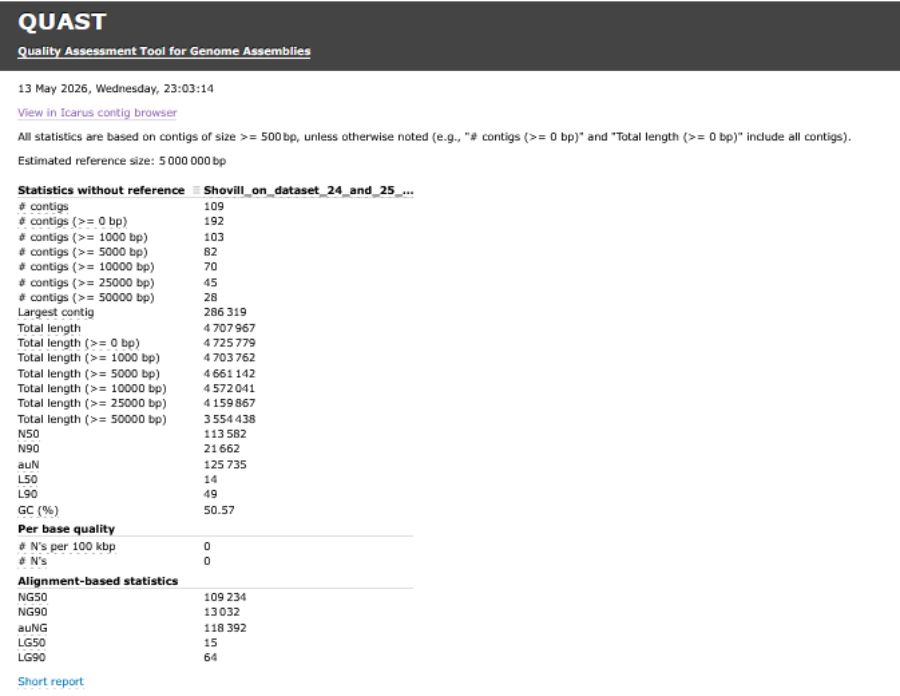 QUAST
Quality Assessment Tool for Genome Assemblies
13 May 2026, Wednesday, 23:03:14
View in Icarus contig browser
All statistics are based on contigs of size >= 500 bp, unless otherwise noted (e.g., "# contigs (>= 0 bp)" and "Total length (>= 0 bp)" include all contigs).
Estimated reference size: 5 000 000 bp
Statistics without reference Shovill_on_dataset_24_and_25_...
# contigs 109
# contigs (>= 0 bp) 192
# contigs (>= 1000 bp) 103
# contigs (>= 5000 bp) 82
# contigs (>= 10000 bp) 70
# contigs (>= 25000 bp) 45
# contigs (>= 50000 bp) 28
Largest contig 286 319
Total length 4 707 967
Total length (>= 0 bp) 4 725 779
Total length (>= 1000 bp) 4 703 762
Total length (>= 5000 bp) 4 661 142
Total length (>= 10000 bp) 4 572 041
Total length (>= 25000 bp) 4 159 867
Total length (>= 50000 bp) 3 554 438
N50 113 582
N90 21 662
auN 125 735
L50 14
L90 49
GC (%) 50.57
Per base quality
# N's per 100 kbp 0
# N's 0
Alignment-based statistics
NG50 109 234
NG90 13 032
auNG 118 392
LG50 15
LG90 64
Short report